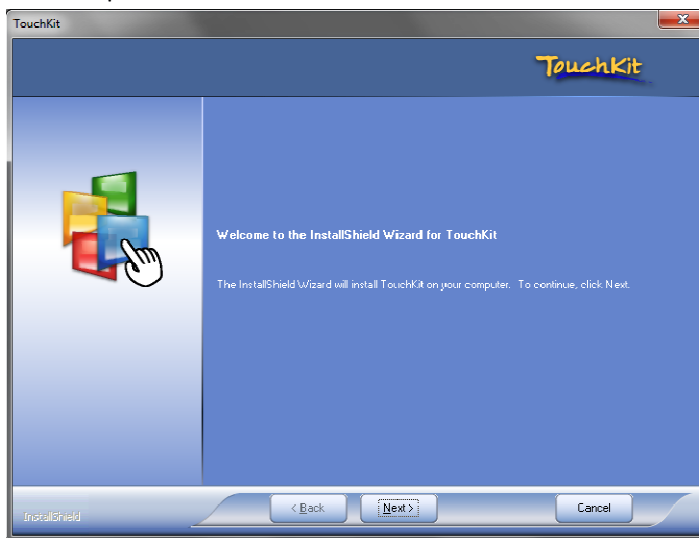 TouchKit
TouchKit
Welcome to the InstallShield Wizard for TouchKit
The InstallShield Wizard will install TouchKit on your computer. To continue, click Next.
InstallShield
< Back
Next >
Cancel